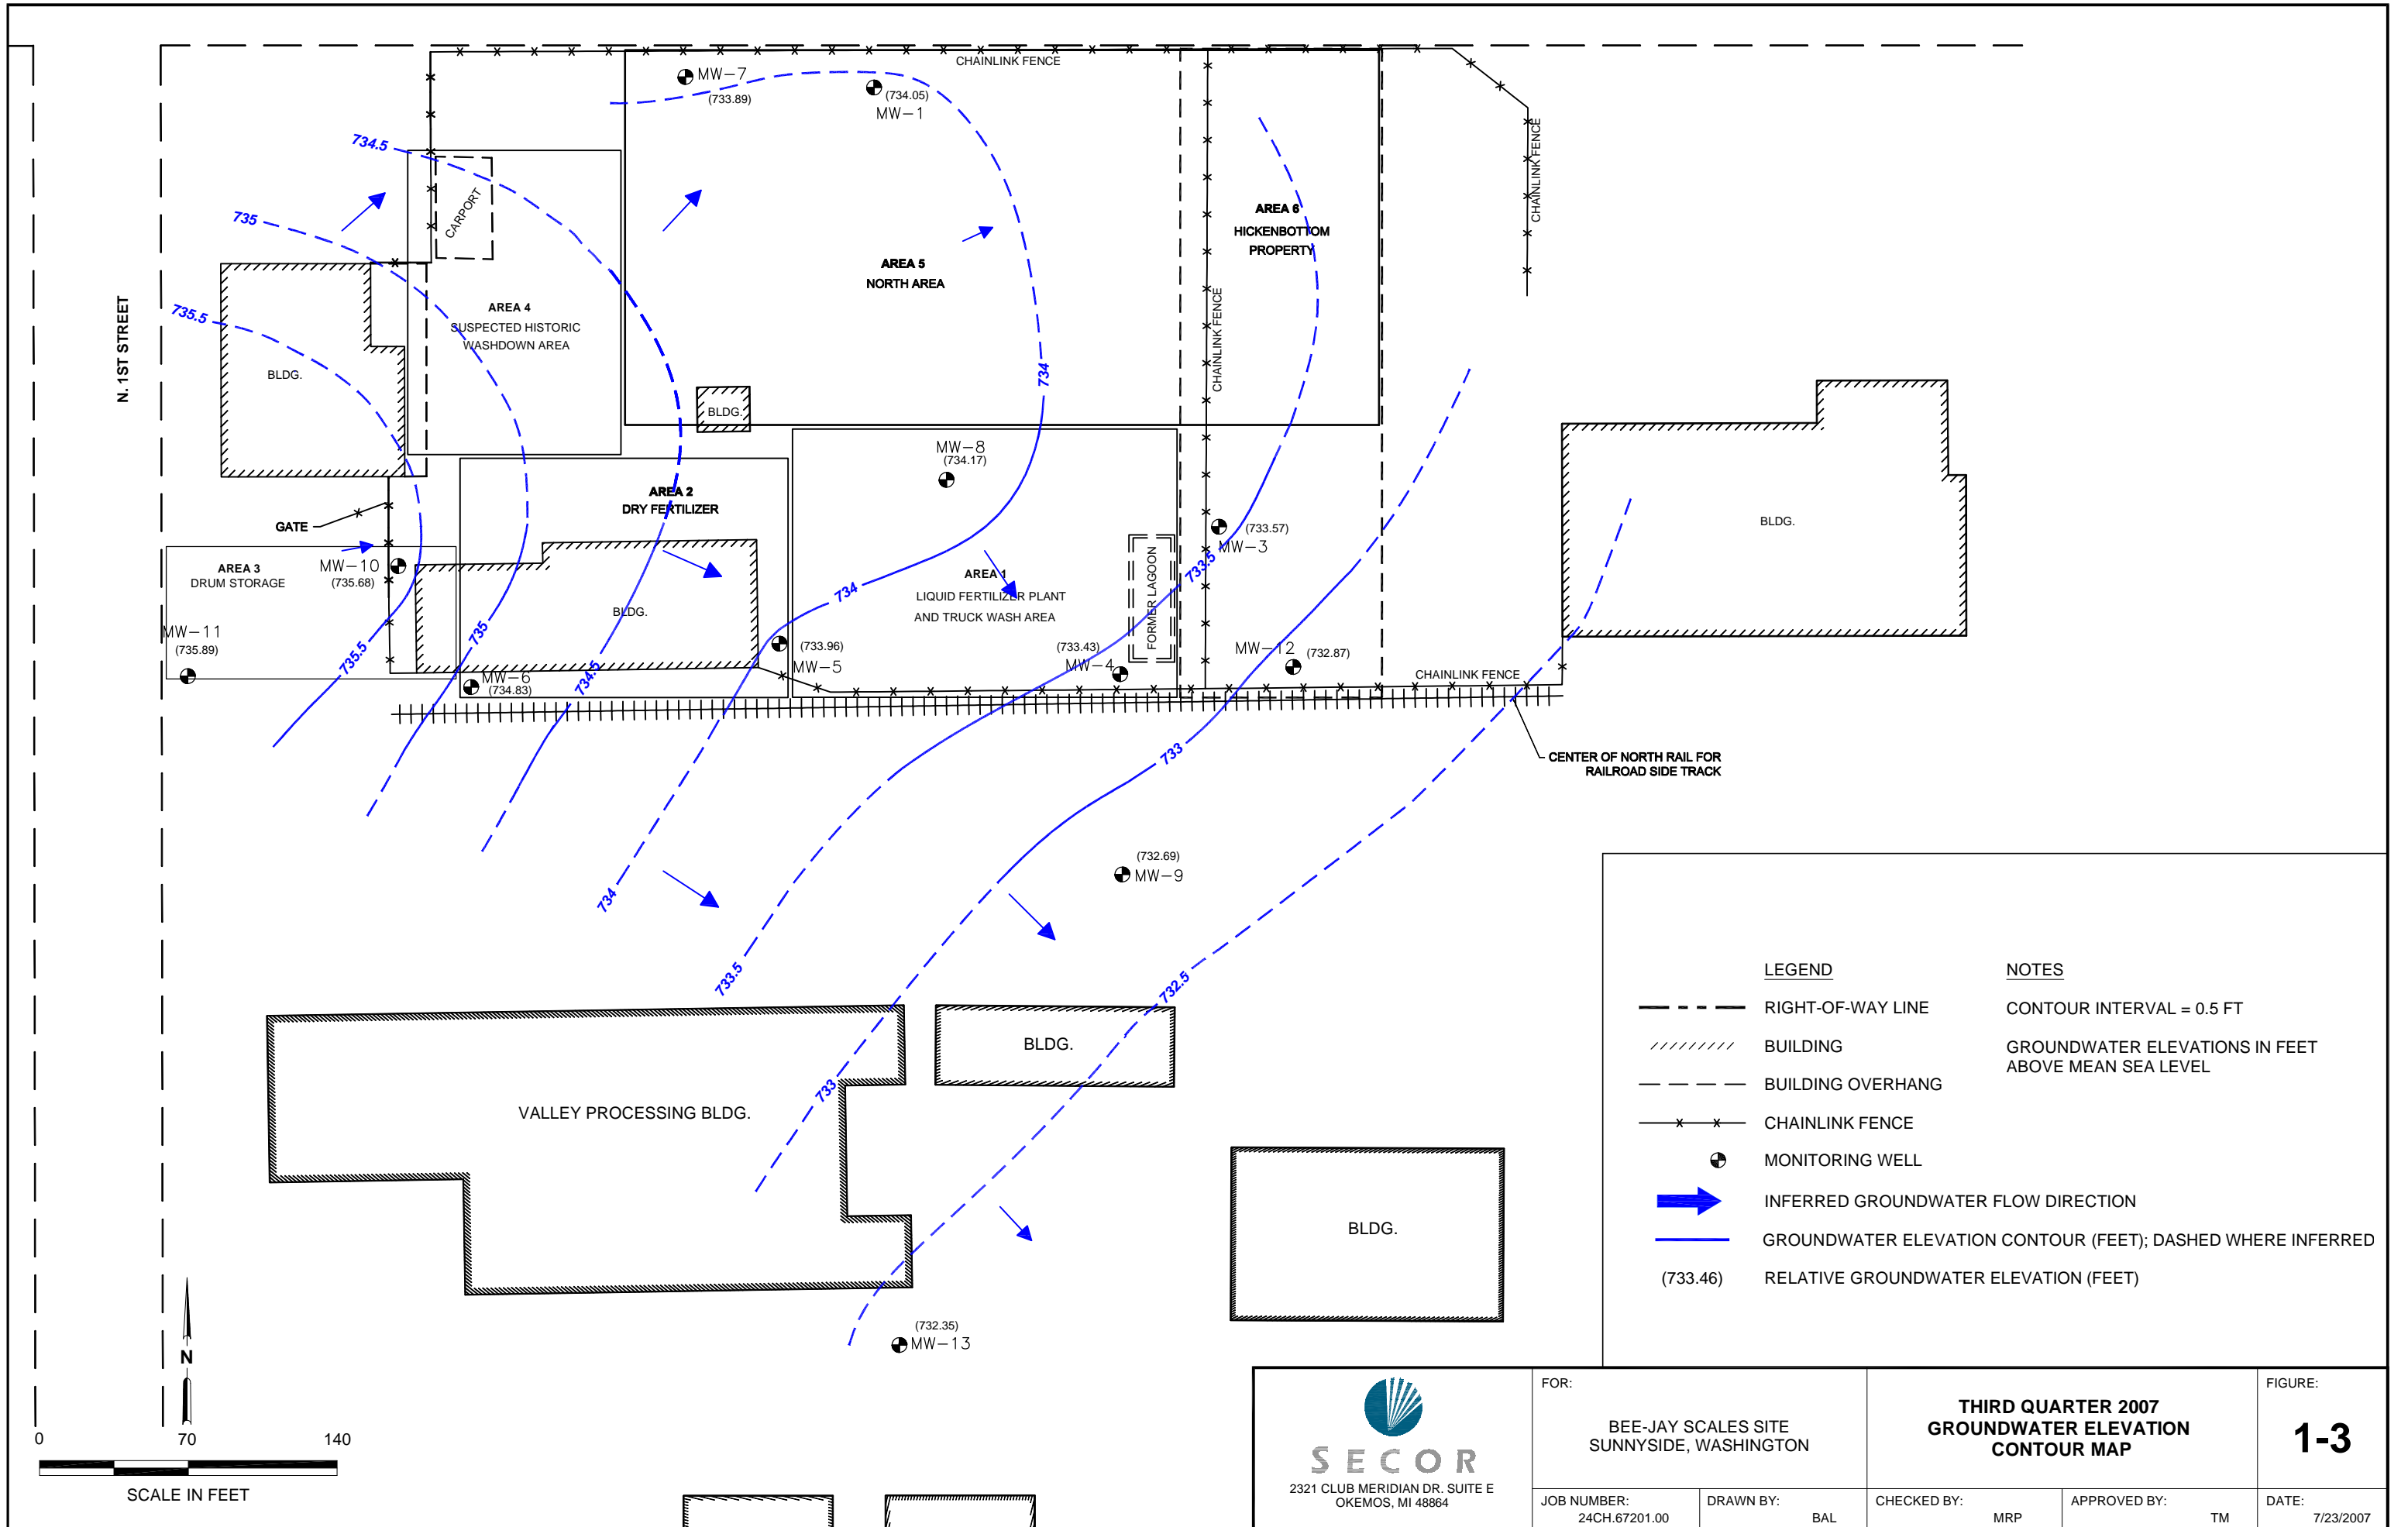 CHAINLINK FENCE
MW-7
(733.89)
(734.05)
MW-1
734.5
CARPORT
CHAINLINK FENCE
735
AREA 6
HICKENBOTTOM
PROPERTY
AREA 5
NORTH AREA
735.5
N. 1ST STREET
AREA 4
SUSPECTED HISTORIC
WASHDOWN AREA
CHAINLINK FENCE
BLDG.
734
BLDG.
MW-8
(734.17)
AREA 2
DRY FERTILIZER
GATE
(733.57)
MW-3
BLDG.
AREA 3
DRUM STORAGE
MW-10
(735.68)
733.5
AREA 1
LIQUID FERTILIZER PLANT
AND TRUCK WASH AREA
FORMER LAGOON
734
BLDG.
MW-11
(735.89)
735.5
735
734.5
(733.96)
MW-5
(733.43)
MW-4
MW-12
(732.87)
CHAINLINK FENCE
MW-6
(734.83)
733
CENTER OF NORTH RAIL FOR
RAILROAD SIDE TRACK
(732.69)
MW-9
734
733.5
732.5
LEGEND
RIGHT-OF-WAY LINE
BUILDING
BUILDING OVERHANG
CHAINLINK FENCE
MONITORING WELL
INFERRED GROUNDWATER FLOW DIRECTION
GROUNDWATER ELEVATION CONTOUR (FEET); DASHED WHERE INFERRED
(733.46) RELATIVE GROUNDWATER ELEVATION (FEET)
NOTES
CONTOUR INTERVAL = 0.5 FT
GROUNDWATER ELEVATIONS IN FEET
ABOVE MEAN SEA LEVEL
BLDG.
733
VALLEY PROCESSING BLDG.
BLDG.
(732.35)
MW-13
N
0 70 140
SCALE IN FEET
SECOR
2321 CLUB MERIDIAN DR. SUITE E
OKEMOS, MI 48864
FOR:
BEE-JAY SCALES SITE
SUNNYSIDE, WASHINGTON
THIRD QUARTER 2007
GROUNDWATER ELEVATION
CONTOUR MAP
FIGURE:
1-3
JOB NUMBER:
24CH.67201.00
DRAWN BY:
BAL
CHECKED BY:
MRP
APPROVED BY:
TM
DATE:
7/23/2007